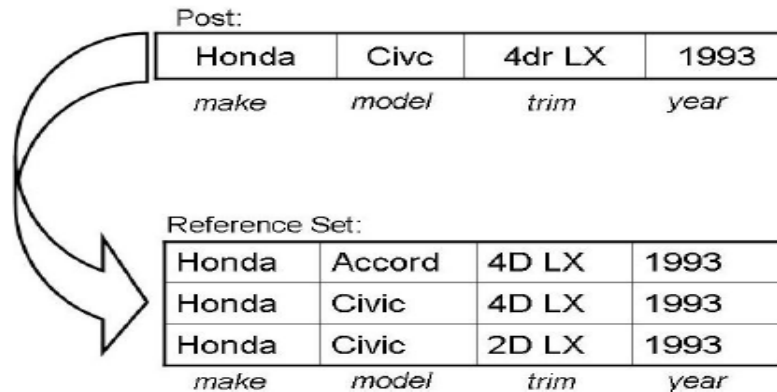 Post:
Honda Civc 4dr LX 1993
make model trim year
Reference Set:
Honda Accord 4D LX 1993
Honda Civic 4D LX 1993
Honda Civic 2D LX 1993
make model trim year